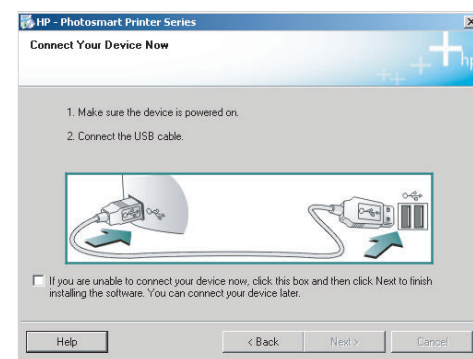 HP - Photosmart Printer Series
Connect Your Device Now
hp
1. Make sure the device is powered on.
2. Connect the USB cable.
If you are unable to connect your device now, click this box and then click Next to finish
installing the software. You can connect your device later.
Help
< Back
Next >
Cancel